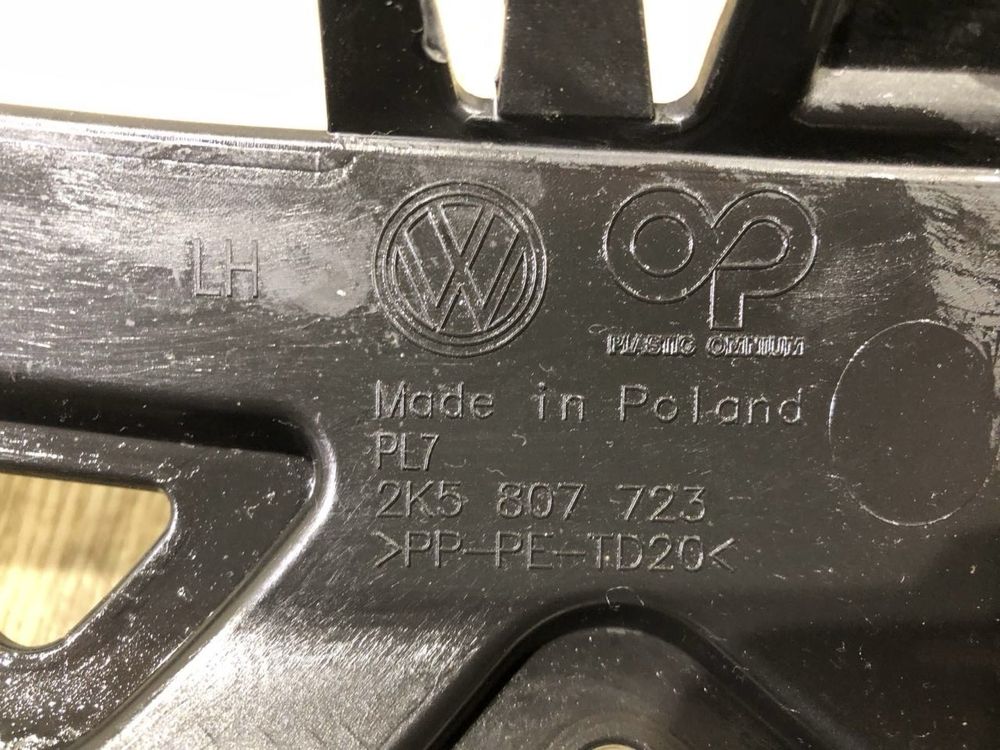 LH
PLASTIC OMNIUM
Made in Poland
PL7
2K5 807 723
>PP-PE-TD20<